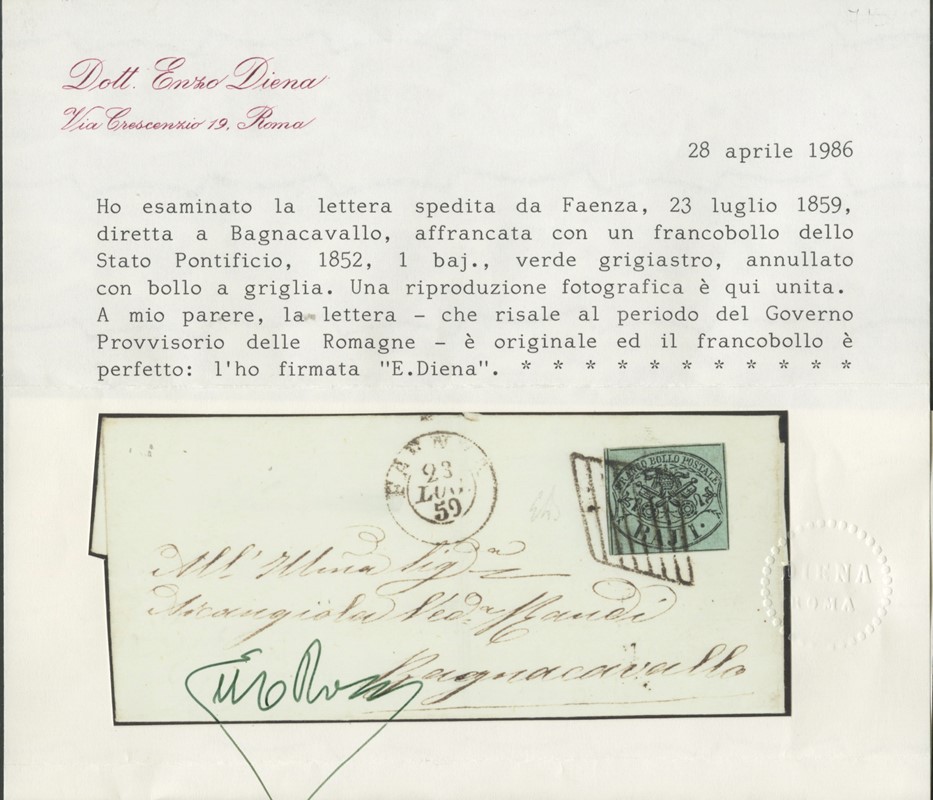 Dott. Enzo Diena
Via Crescenzio 19, Roma
28 aprile 1986
Ho esaminato la lettera spedita da Faenza, 23 luglio 1859,
diretta a Bagnacavallo, affrancata con un francobollo dello
Stato Pontificio, 1852, 1 baj., verde grigiastro, annullato
con bollo a griglia. Una riproduzione fotografica è qui unita.
A mio parere, la lettera - che risale al periodo del Governo
Provvisorio delle Romagne - è originale ed il francobollo è
perfetto: l'ho firmata "E.Diena". * * * * * * * * * * *
23
LUG
59
FRANCO BOLLO POSTALE
BAJ. 1.
DIENA
ROMA
Bagnacavallo